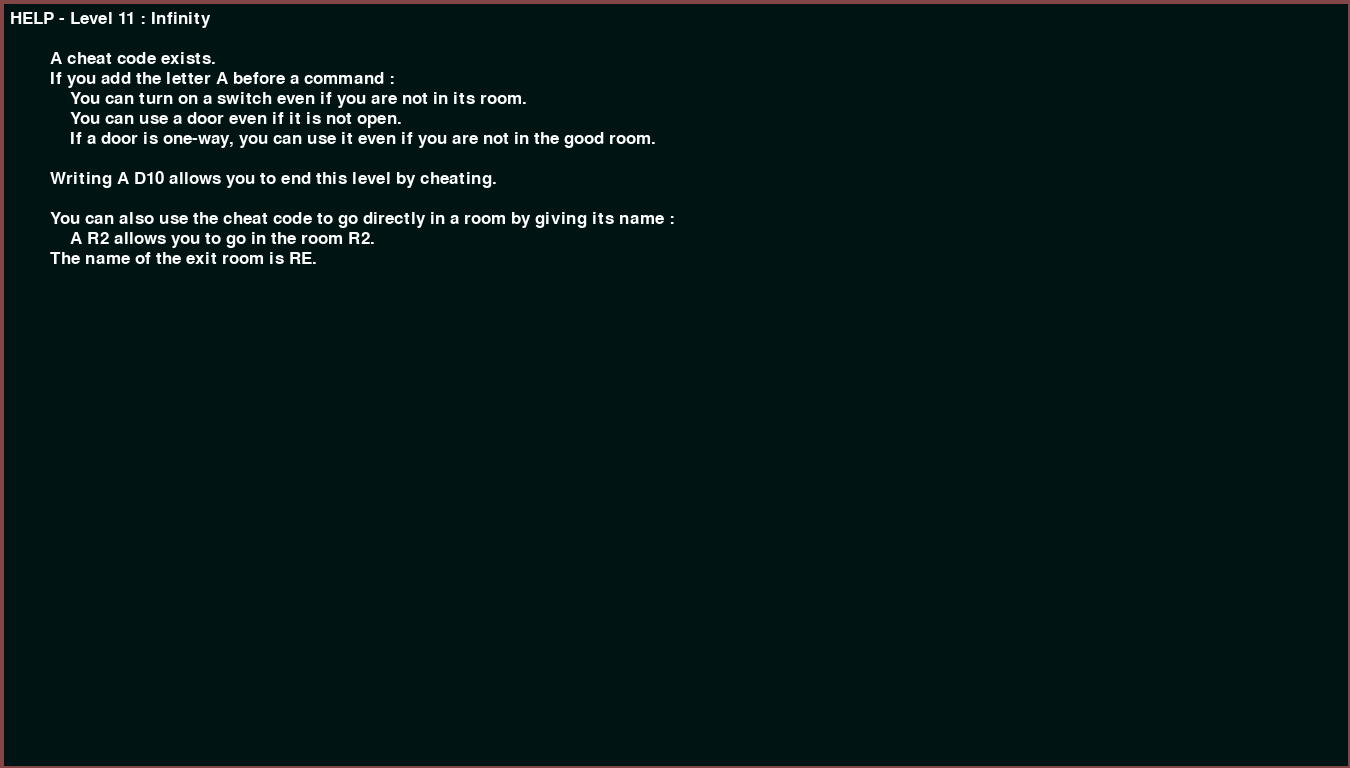 HELP - Level 11 : Infinity
A cheat code exists.
If you add the letter A before a command :
You can turn on a switch even if you are not in its room.
You can use a door even if it is not open.
If a door is one-way, you can use it even if you are not in the good room.
Writing A D10 allows you to end this level by cheating.
You can also use the cheat code to go directly in a room by giving its name :
A R2 allows you to go in the room R2.
The name of the exit room is RE.